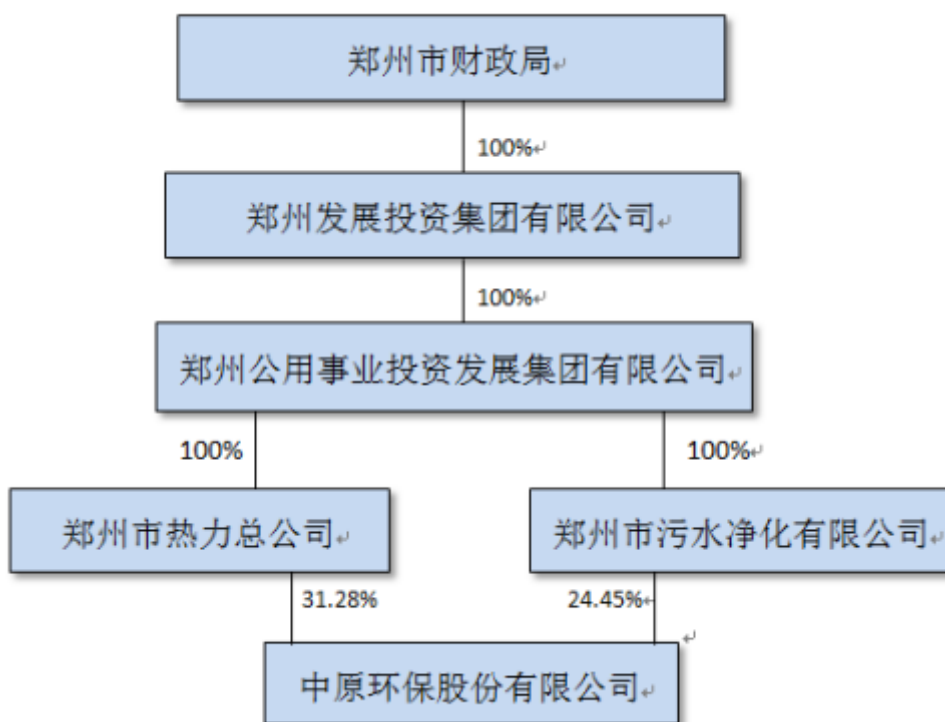 郑州市财政局
100%
郑州发展投资集团有限公司
100%
郑州公用事业投资发展集团有限公司
100% 100%
郑州市热力总公司 郑州市污水净化有限公司
31.28% 24.45%
中原环保股份有限公司